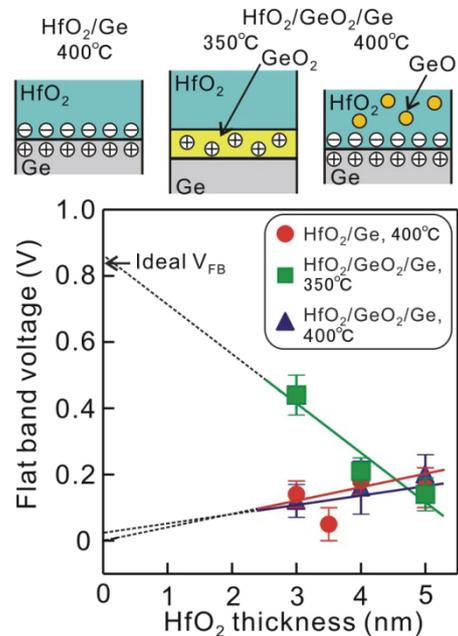 HfO₂/Ge
400℃
HfO₂/GeO₂/Ge
350℃
400℃
GeO₂
GeO
HfO₂
⊖⊖⊖⊖⊖⊖
⊕⊕⊕⊕⊕⊕
Ge
HfO₂
⊕⊕⊕⊕
Ge
HfO₂
⊖⊖⊖⊖⊖⊖
⊕⊕⊕⊕⊕⊕
Ge
Flat band voltage (V)
1.0
0.8
0.6
0.4
0.2
0
Ideal V_FB
HfO₂/Ge, 400℃
HfO₂/GeO₂/Ge,
350℃
HfO₂/GeO₂/Ge,
400℃
0
1
2
3
4
5
HfO₂ thickness (nm)